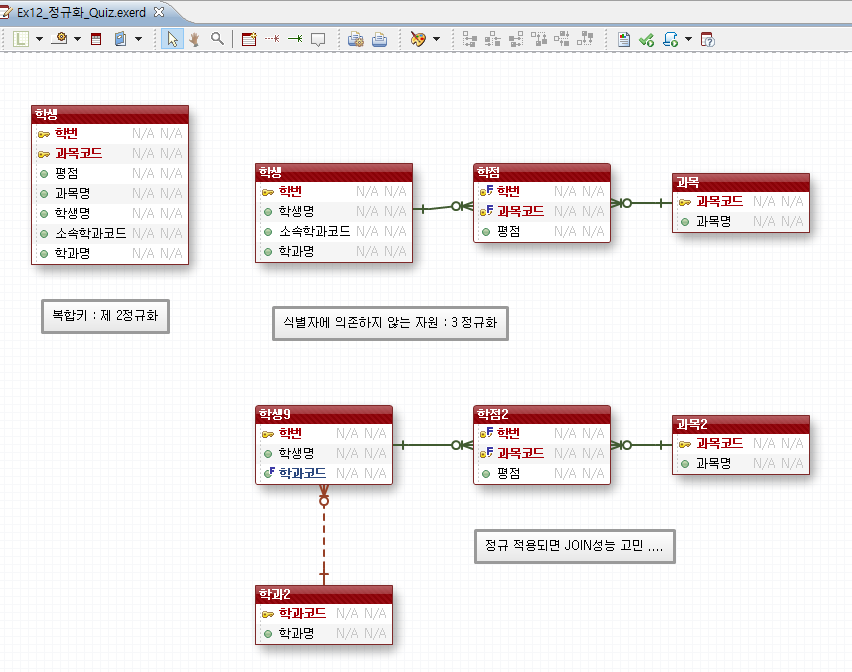 Ex12_정규화_Quiz.exerd
학생
학번 N/A N/A
과목코드 N/A N/A
평점 N/A N/A
과목명 N/A N/A
학생명 N/A N/A
소속학과코드 N/A N/A
학과명 N/A N/A
복합키 : 제 2정규화
학생
학번 N/A N/A
학생명 N/A N/A
소속학과코드 N/A N/A
학과명 N/A N/A
학점
학번 N/A N/A
과목코드 N/A N/A
평점 N/A N/A
과목
과목코드 N/A N/A
과목명 N/A N/A
식별자에 의존하지 않는 자원 : 3 정규화
학생9
학번 N/A N/A
학생명 N/A N/A
학과코드 N/A N/A
학점2
학번 N/A N/A
과목코드 N/A N/A
평점 N/A N/A
과목2
과목코드 N/A N/A
과목명 N/A N/A
정규 적용되면 JOIN성능 고민 ....
학과2
학과코드 N/A N/A
학과명 N/A N/A